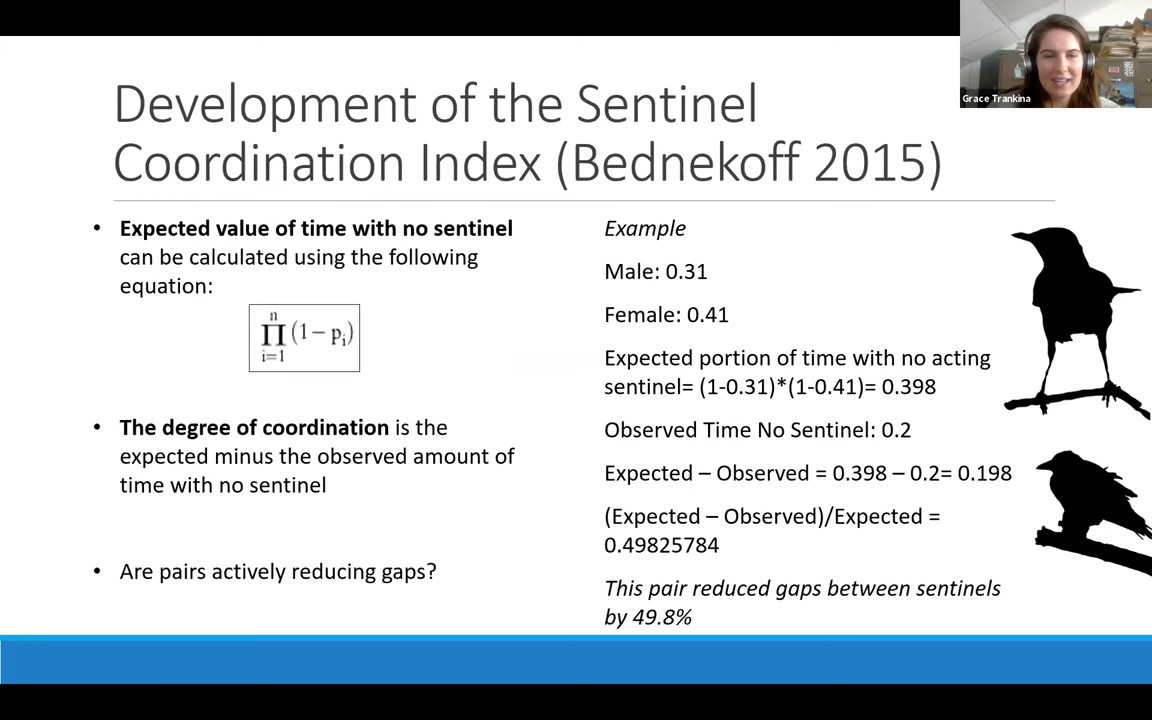 Grace Trankina
Development of the Sentinel
Coordination Index (Bednekoff 2015)
• Expected value of time with no sentinel
can be calculated using the following
equation:
n
∏ (1 − pᵢ)
i=1
• The degree of coordination is the
expected minus the observed amount of
time with no sentinel
• Are pairs actively reducing gaps?
Example
Male: 0.31
Female: 0.41
Expected portion of time with no acting
sentinel= (1-0.31)*(1-0.41)= 0.398
Observed Time No Sentinel: 0.2
Expected – Observed = 0.398 – 0.2= 0.198
(Expected – Observed)/Expected =
0.49825784
This pair reduced gaps between sentinels
by 49.8%